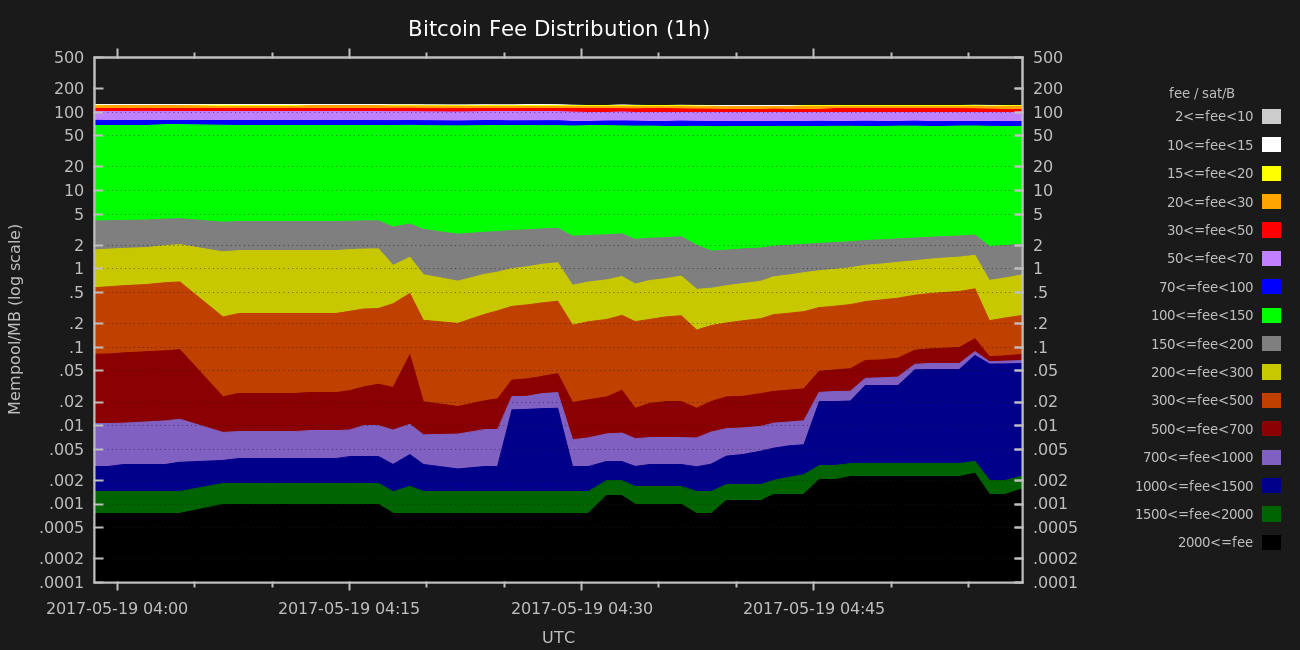 Bitcoin Fee Distribution (1h)
500 500
200 200
100 100
50 50
20 20
10 10
5 5
2 2
1 1
.5 .5
.2 .2
.1 .1
.05 .05
.02 .02
.01 .01
.005 .005
.002 .002
.001 .001
.0005 .0005
.0002 .0002
.0001 .0001
Mempool/MB (log scale)
2017-05-19 04:00 2017-05-19 04:15 2017-05-19 04:30 2017-05-19 04:45
UTC
fee / sat/B
2<=fee<10
10<=fee<15
15<=fee<20
20<=fee<30
30<=fee<50
50<=fee<70
70<=fee<100
100<=fee<150
150<=fee<200
200<=fee<300
300<=fee<500
500<=fee<700
700<=fee<1000
1000<=fee<1500
1500<=fee<2000
2000<=fee